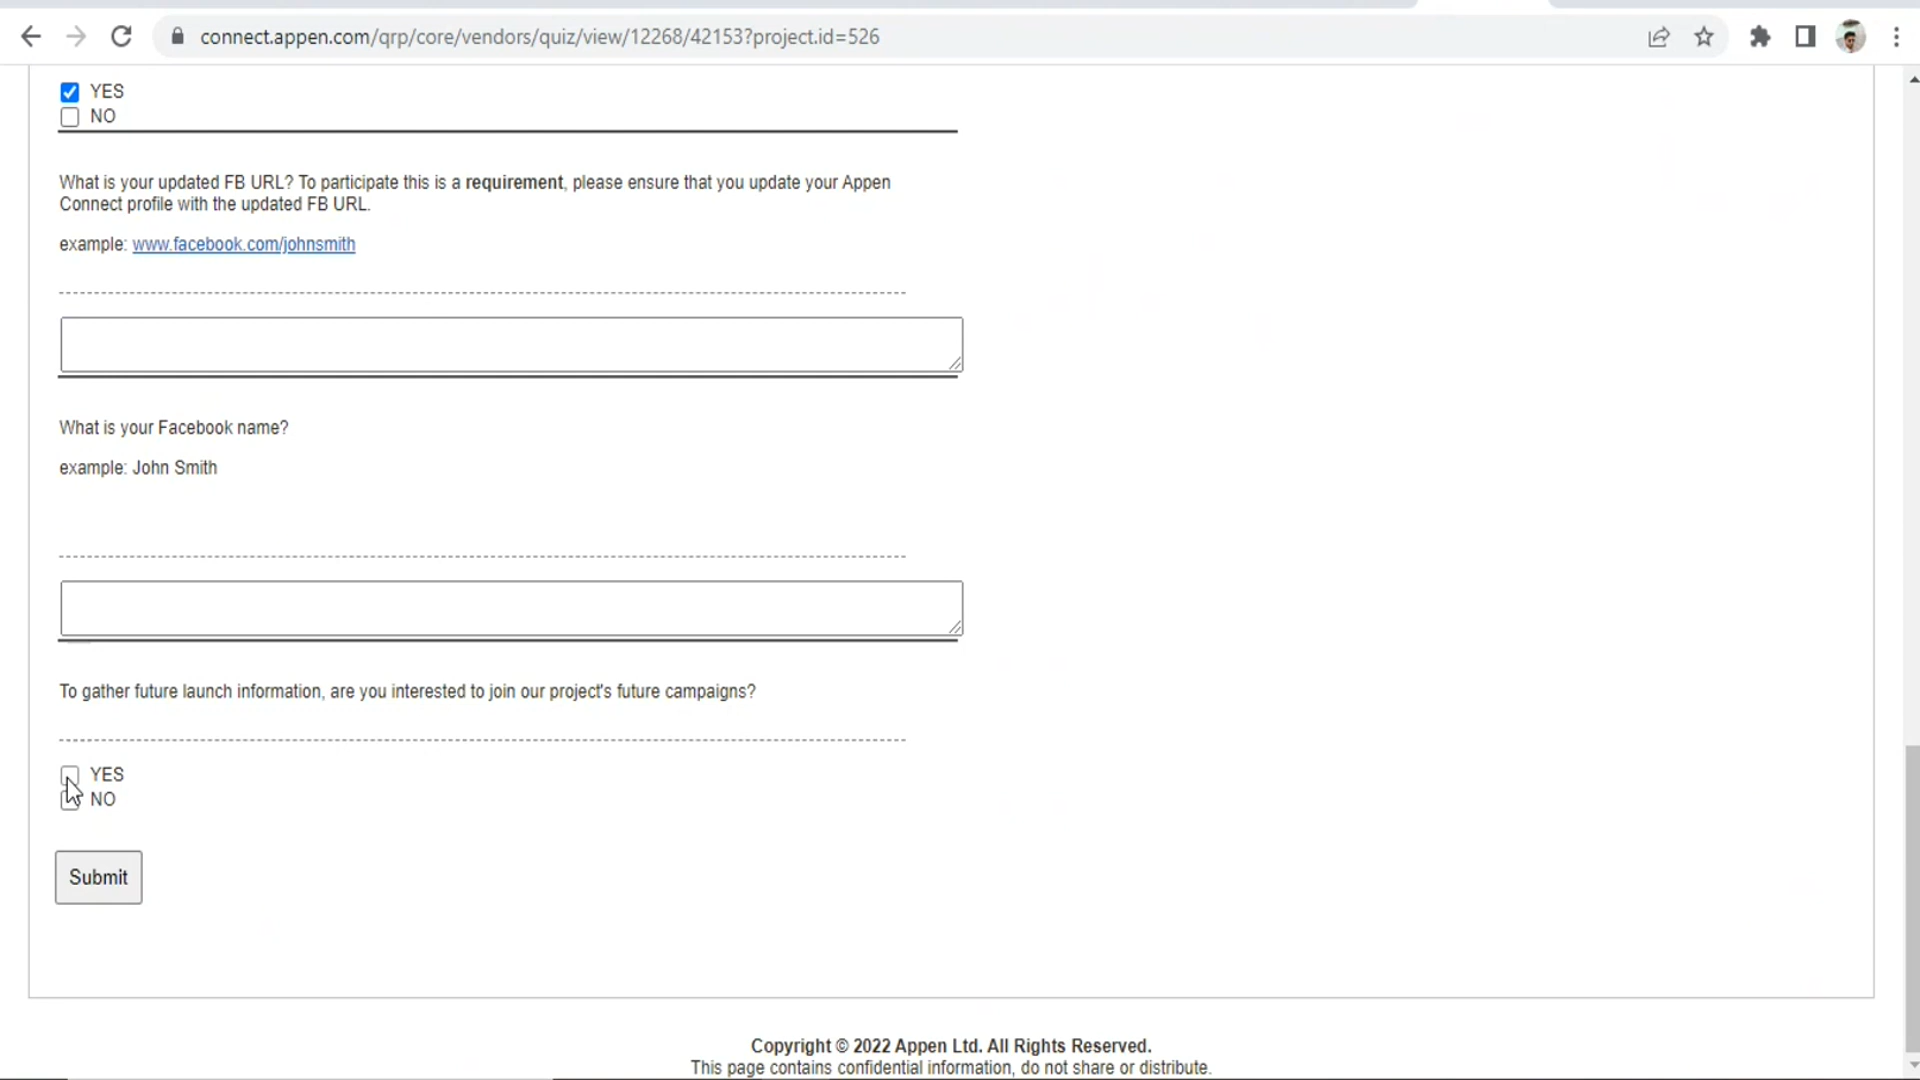 connect.appen.com/qrp/core/vendors/quiz/view/12268/42153?project.id=526
YES
NO
What is your updated FB URL? To participate this is a requirement, please ensure that you update your Appen
Connect profile with the updated FB URL.
example: www.facebook.com/johnsmith
What is your Facebook name?
example: John Smith
To gather future launch information, are you interested to join our project's future campaigns?
YES
NO
Submit
Copyright © 2022 Appen Ltd. All Rights Reserved.
This page contains confidential information, do not share or distribute.